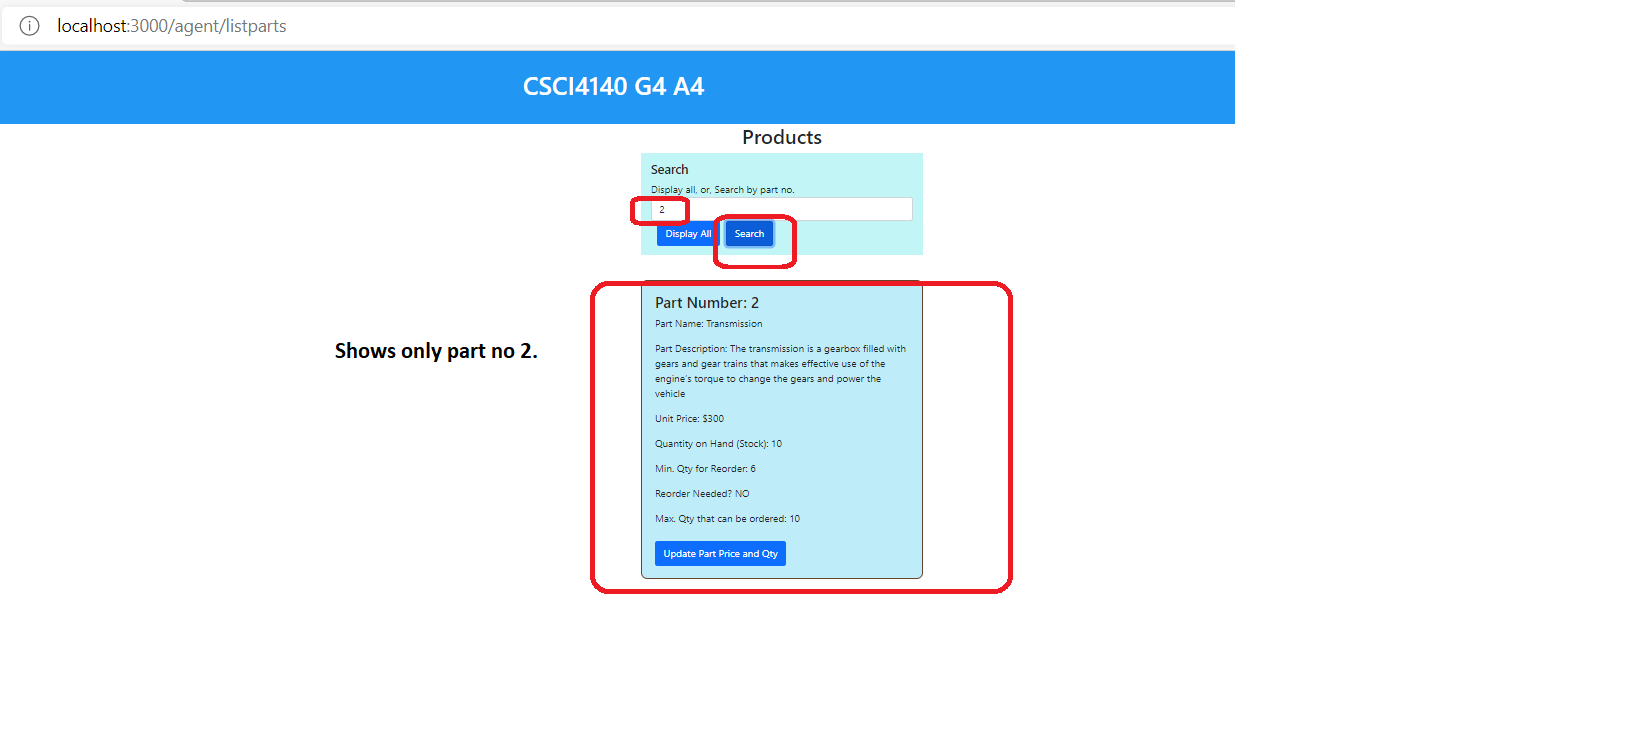 localhost:3000/agent/listparts
CSCI4140 G4 A4
Products
Search
Display all, or, Search by part no.
2
Display All Search
Part Number: 2
Part Name: Transmission
Shows only part no 2.
Part Description: The transmission is a gearbox filled with
gears and gear trains that makes effective use of the
engine's torque to change the gears and power the
vehicle
Unit Price: $300
Quantity on Hand (Stock): 10
Min. Qty for Reorder: 6
Reorder Needed? NO
Max. Qty that can be ordered: 10
Update Part Price and Qty